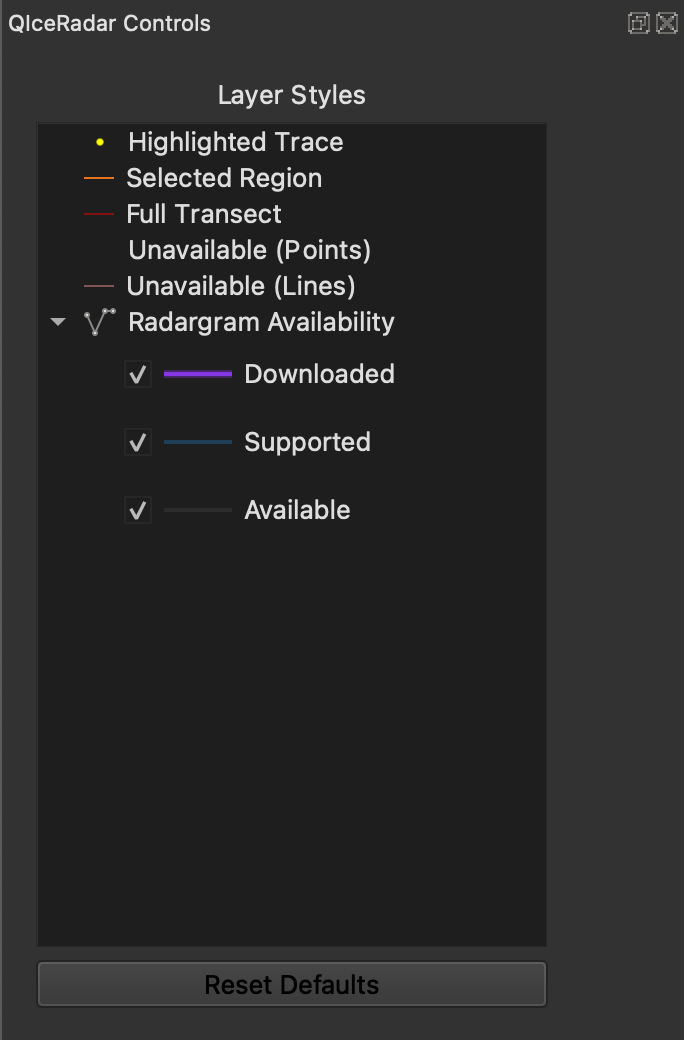 QIceRadar Controls
Layer Styles
Highlighted Trace
Selected Region
Full Transect
Unavailable (Points)
Unavailable (Lines)
Radargram Availability
Downloaded
Supported
Available
Reset Defaults